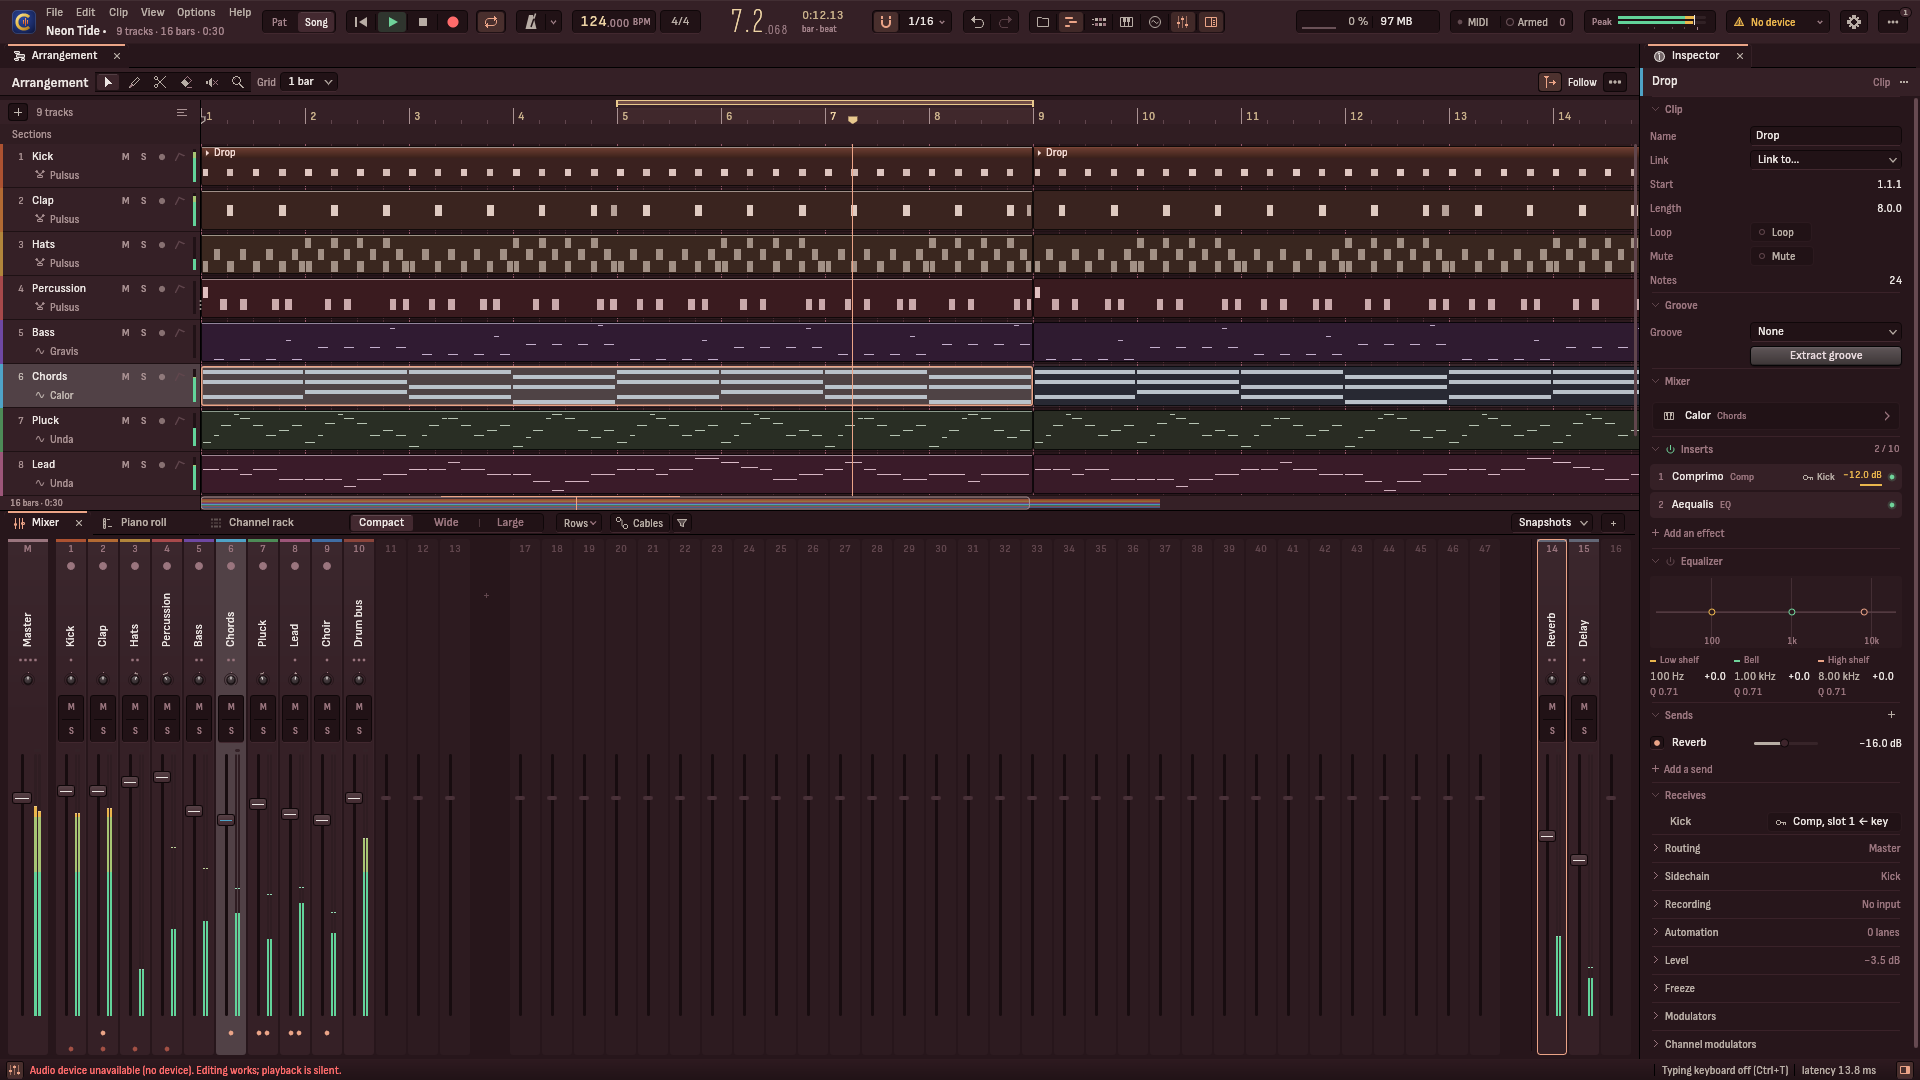 File Edit Clip View Options Help
Neon Tide • 9 tracks · 16 bars · 0:30
Pat Song
124.000 BPM 4/4
7.2.068
0:12.13
bar · beat
1/16
0 % 97 MB
MIDI Armed 0
Peak
No device
1
Arrangement
Arrangement Grid 1 bar
Follow
9 tracks
1 2 3 4 5 6 7 8 9 10 11 12 13 14
Sections
1 Kick M S
Pulsus
Drop Drop
2 Clap M S
Pulsus
3 Hats M S
Pulsus
4 Percussion M S
Pulsus
5 Bass M S
Gravis
6 Chords M S
Calor
7 Pluck M S
Unda
8 Lead M S
Unda
16 bars · 0:30
Mixer Piano roll Channel rack Compact Wide Large Rows Cables
Snapshots +
M 1 2 3 4 5 6 7 8 9 10 11 12 13 17 18 19 20 21 22 23 24 25 26 27 28 29 30 31 32 33 34 35 36 37 38 39 40 41 42 43 44 45 46 47 14 15 16
Master Kick Clap Hats Percussion Bass Chords Pluck Lead Choir Drum bus Reverb Delay
M M M M M M M M M M M M
S S S S S S S S S S S S
Inspector
Drop Clip
Clip
Name Drop
Link Link to...
Start 1.1.1
Length 8.0.0
Loop Loop
Mute Mute
Notes 24
Groove
Groove None
Extract groove
Mixer
Calor Chords
Inserts 2 / 10
1 Comprimo Comp Kick −12.0 dB
2 Aequalis EQ
+ Add an effect
Equalizer
100 1k 10k
Low shelf Bell High shelf
100 Hz +0.0 1.00 kHz +0.0 8.00 kHz +0.0
Q 0.71 Q 0.71 Q 0.71
Sends +
Reverb −16.0 dB
+ Add a send
Receives
Kick Comp, slot 1 ← key
Routing Master
Sidechain Kick
Recording No input
Automation 0 lanes
Level −3.5 dB
Freeze
Modulators
Channel modulators
Audio device unavailable (no device). Editing works; playback is silent.
Typing keyboard off (Ctrl+T) latency 13.8 ms